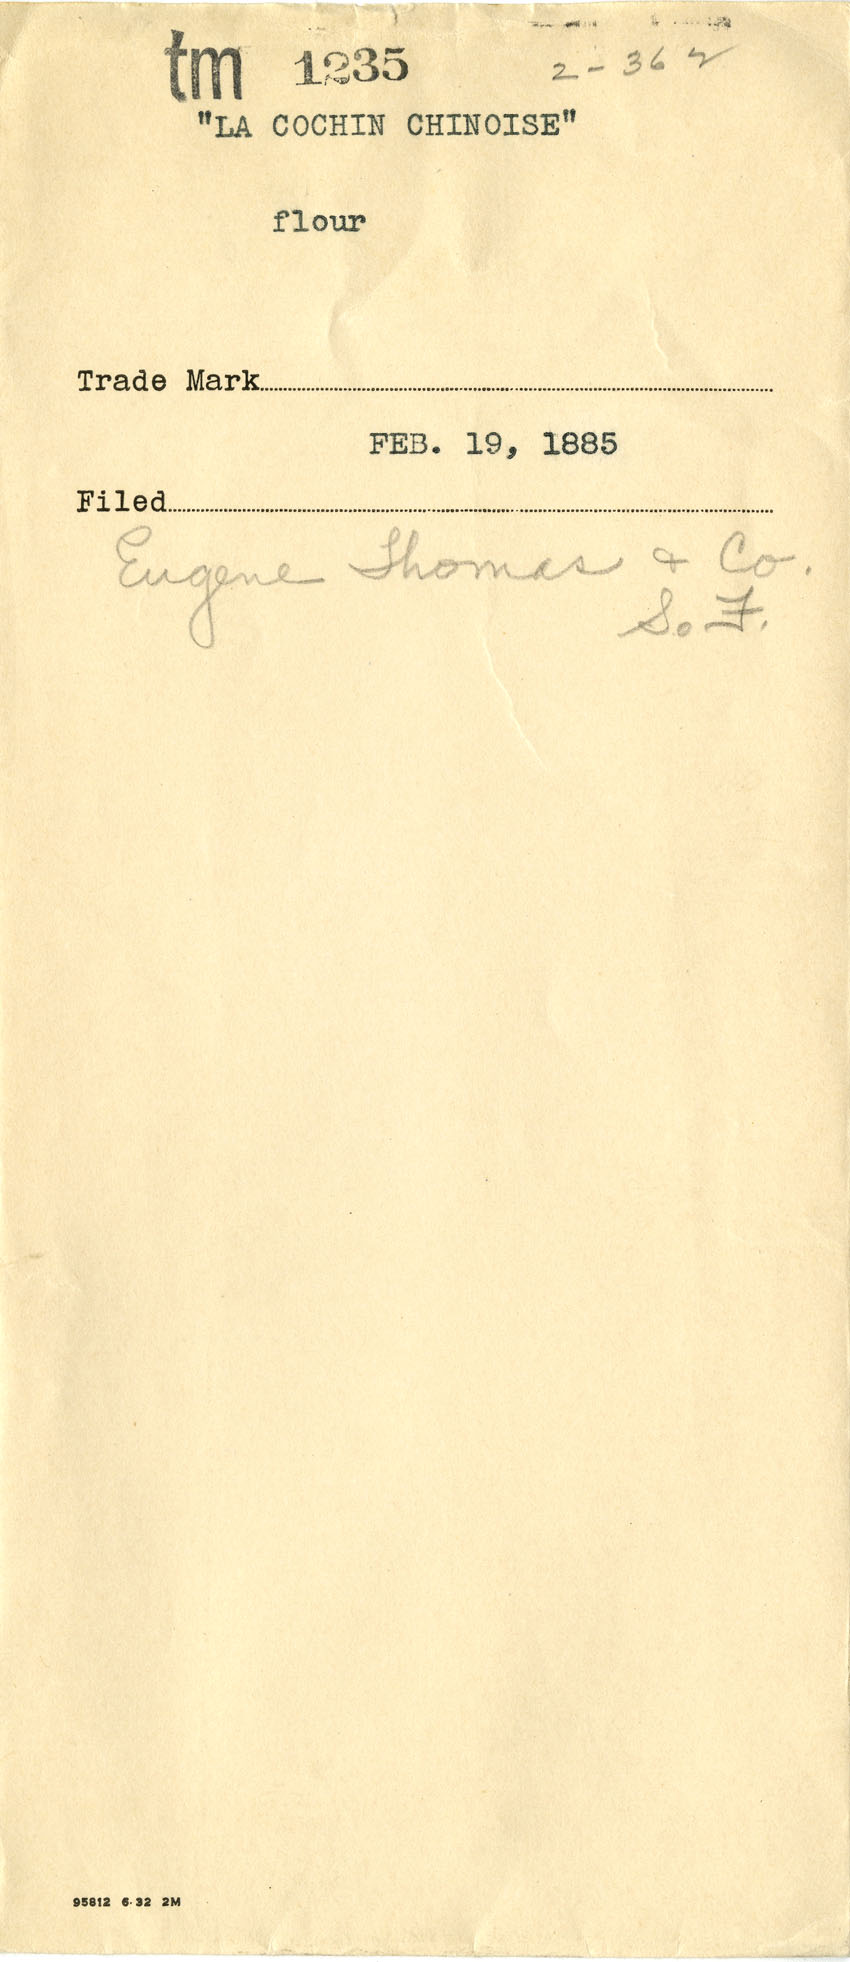 tm 1235
2-362
"LA COCHIN CHINOISE"
flour
Trade Mark
FEB. 19, 1885
Filed
Eugene Thomas & Co.
S. F.
95812 6-32 2M